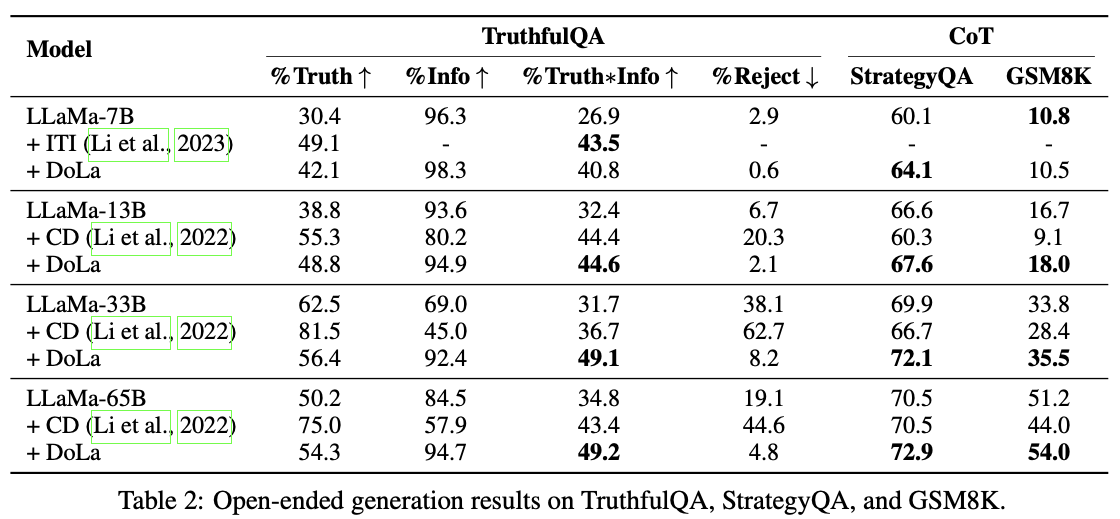 Model TruthfulQA CoT
%Truth ↑ %Info ↑ %Truth∗Info ↑ %Reject ↓ StrategyQA GSM8K
LLaMa-7B 30.4 96.3 26.9 2.9 60.1 10.8
+ ITI (Li et al., 2023) 49.1 - 43.5 - - -
+ DoLa 42.1 98.3 40.8 0.6 64.1 10.5
LLaMa-13B 38.8 93.6 32.4 6.7 66.6 16.7
+ CD (Li et al., 2022) 55.3 80.2 44.4 20.3 60.3 9.1
+ DoLa 48.8 94.9 44.6 2.1 67.6 18.0
LLaMa-33B 62.5 69.0 31.7 38.1 69.9 33.8
+ CD (Li et al., 2022) 81.5 45.0 36.7 62.7 66.7 28.4
+ DoLa 56.4 92.4 49.1 8.2 72.1 35.5
LLaMa-65B 50.2 84.5 34.8 19.1 70.5 51.2
+ CD (Li et al., 2022) 75.0 57.9 43.4 44.6 70.5 44.0
+ DoLa 54.3 94.7 49.2 4.8 72.9 54.0
Table 2: Open-ended generation results on TruthfulQA, StrategyQA, and GSM8K.